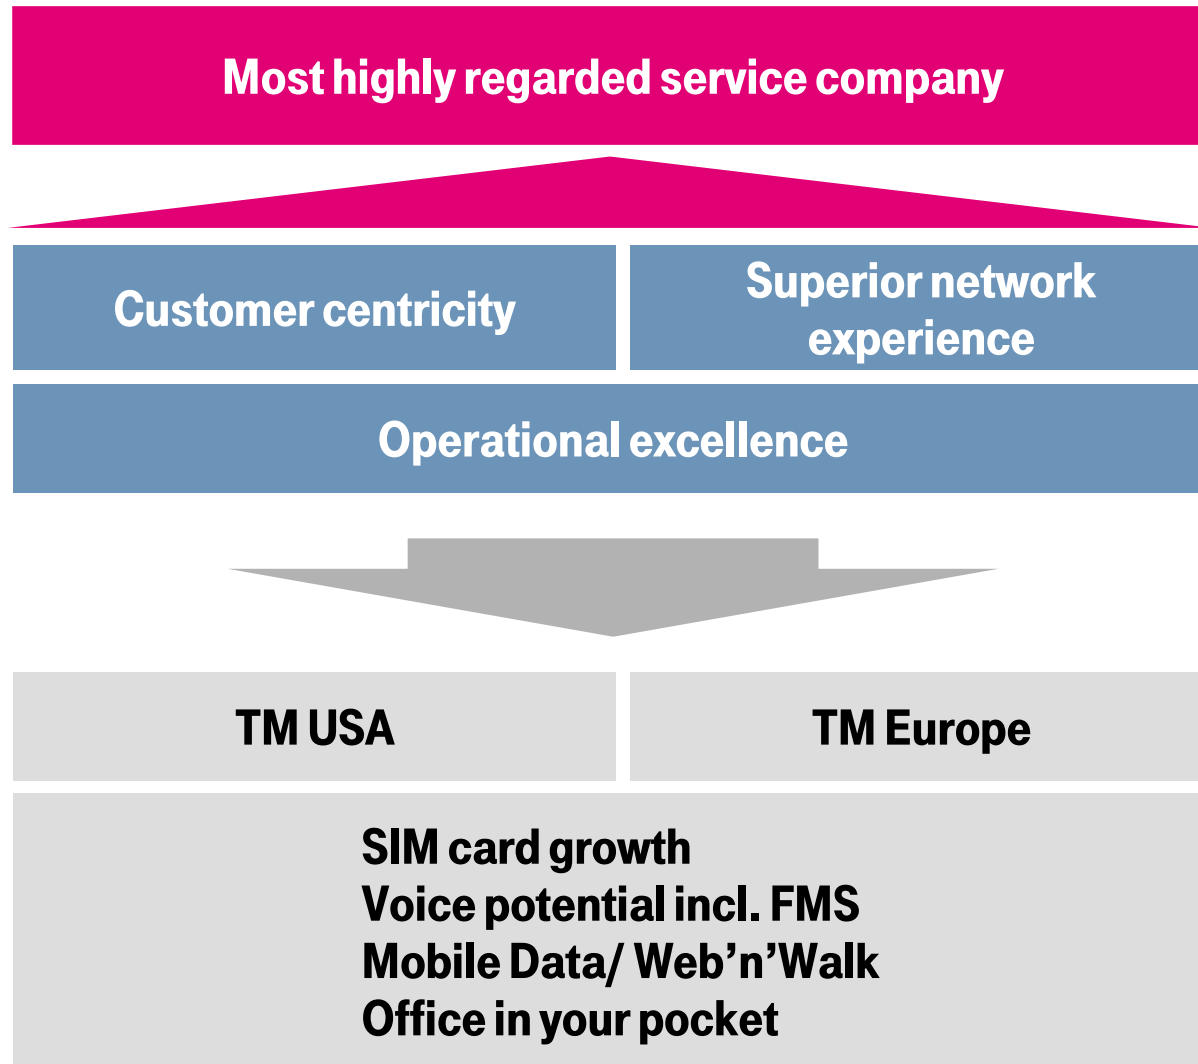 Most highly regarded service company
Customer centricity
Superior network
experience
Operational excellence
TM USA
TM Europe
SIM card growth
Voice potential incl. FMS
Mobile Data/ Web’n’Walk
Office in your pocket